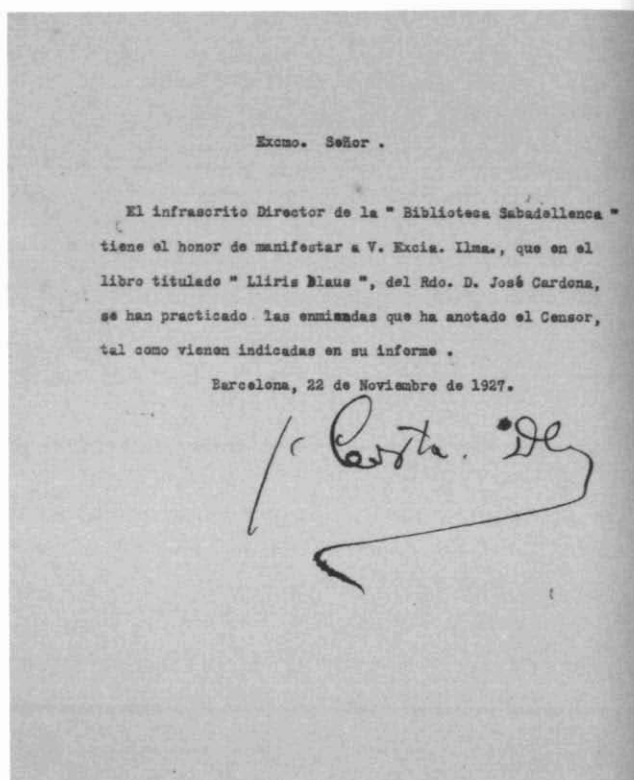 Excmo. Señor .
El infrascrito Director de la " Biblioteca Sabadellenca "
tiene el honor de manifestar a V. Excia. Ilma., que en el
libro titulado " Lliris Blaus ", del Rdo. D. José Cardona,
se han practicado las enmiendas que ha anotado el Censor,
tal como vienen indicadas en su informe .
Barcelona, 22 de Noviembre de 1927.
Costa.